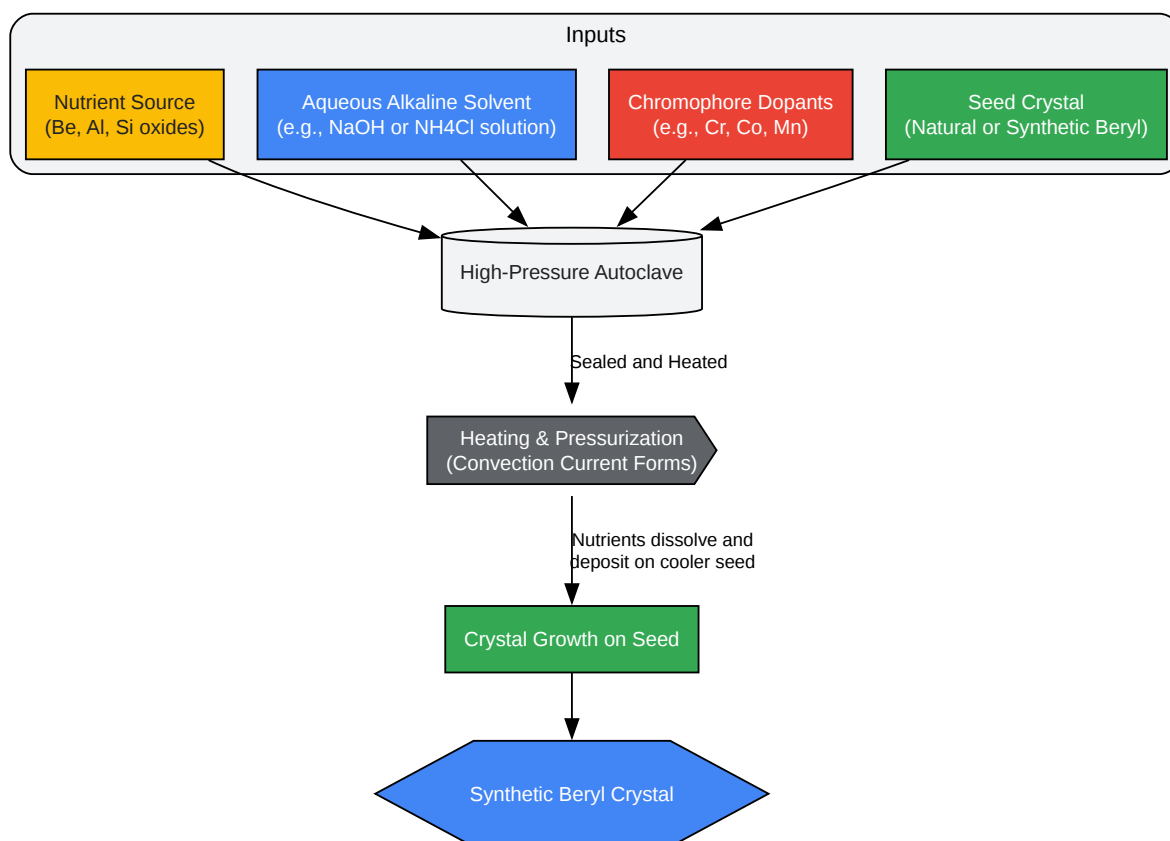 Inputs
Nutrient Source
(Be, Al, Si oxides)
Aqueous Alkaline Solvent
(e.g., NaOH or NH4Cl solution)
Chromophore Dopants
(e.g., Cr, Co, Mn)
Seed Crystal
(Natural or Synthetic Beryl)
High-Pressure Autoclave
Sealed and Heated
Heating & Pressurization
(Convection Current Forms)
Nutrients dissolve and
deposit on cooler seed
Crystal Growth on Seed
Synthetic Beryl Crystal